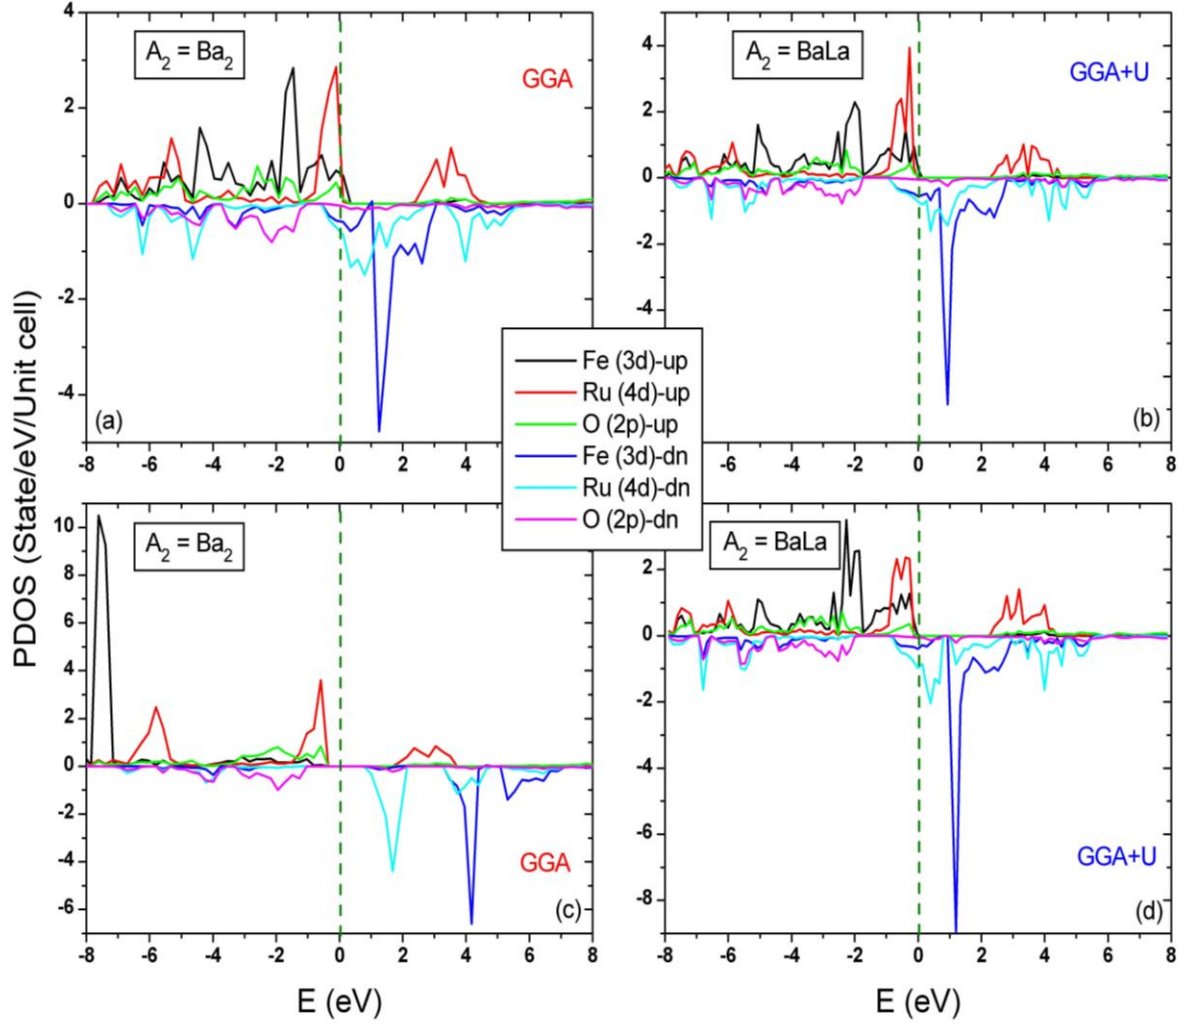 PDOS (State/eV/Unit cell)
4
2
0
-2
-4
A2 = Ba2
GGA
(a)
-8 -6 -4 -2 0 2 4
4
2
0
-2
-4
A2 = BaLa
GGA+U
(b)
0 2 4 6 8
Fe (3d)-up
Ru (4d)-up
O (2p)-up
Fe (3d)-dn
Ru (4d)-dn
O (2p)-dn
10
8
6
4
2
0
-2
-4
-6
A2 = Ba2
GGA
(c)
-8 -6 -4 -2 0 2 4 6 8
E (eV)
2
0
-2
-4
-6
-8
A2 = BaLa
GGA+U
(d)
-8 -6 -4 -2 0 2 4 6 8
E (eV)